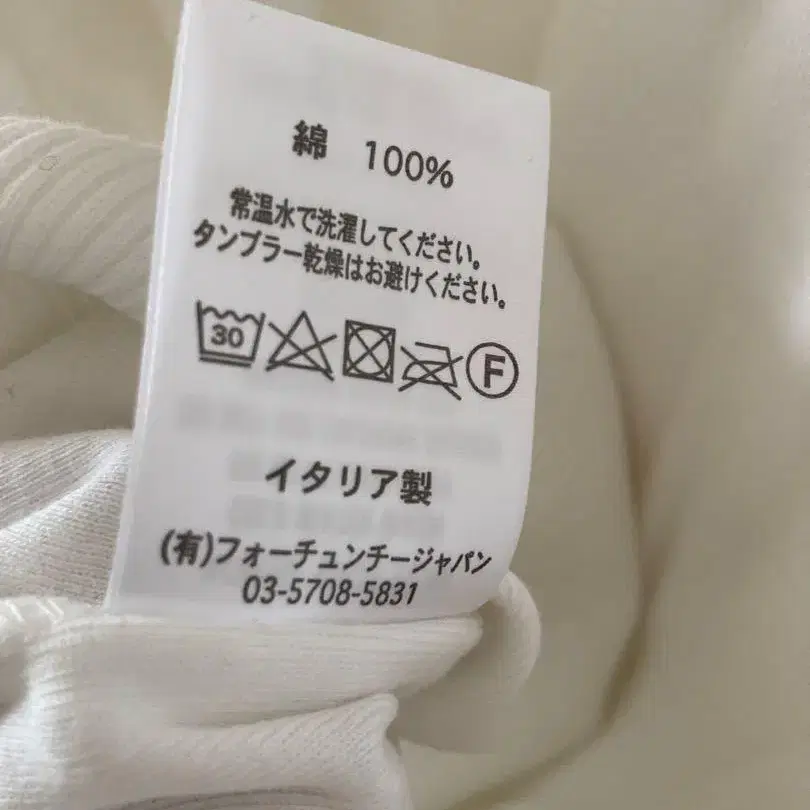 綿 100%
常温水で洗濯してください。
タンブラー乾燥はお避けください。
30 F
イタリア製
(有)フォーチュンチージャパン
03-5708-5831